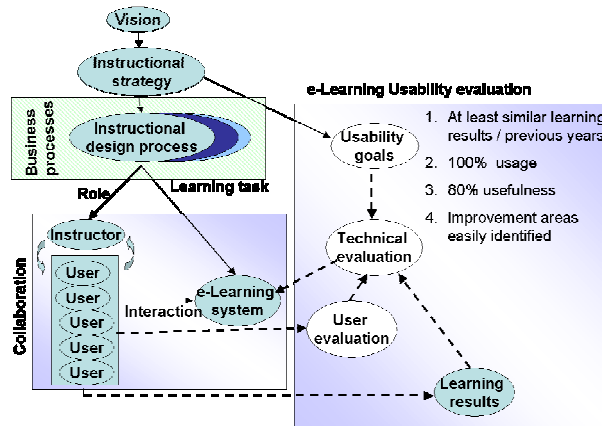 Vision
Instructional
strategy
e-Learning Usability evaluation
Business
processes
Instructional
design process
Usability
goals
1. At least similar learning
results / previous years
2. 100% usage
3. 80% usefulness
4. Improvement areas
easily identified
Role
Learning task
Collaboration
Instructor
User
User
User
User
User
Interaction
e-Learning
system
Technical
evaluation
User
evaluation
Learning
results